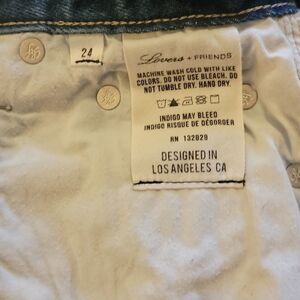 24
Lovers + FRIENDS
MACHINE WASH COLD WITH LIKE
COLORS. DO NOT USE BLEACH. DO
NOT TUMBLE DRY. HANG DRY.
INDIGO MAY BLEED
INDIGO RISQUE DE DÉGORGER
RN 132829
DESIGNED IN
LOS ANGELES CA